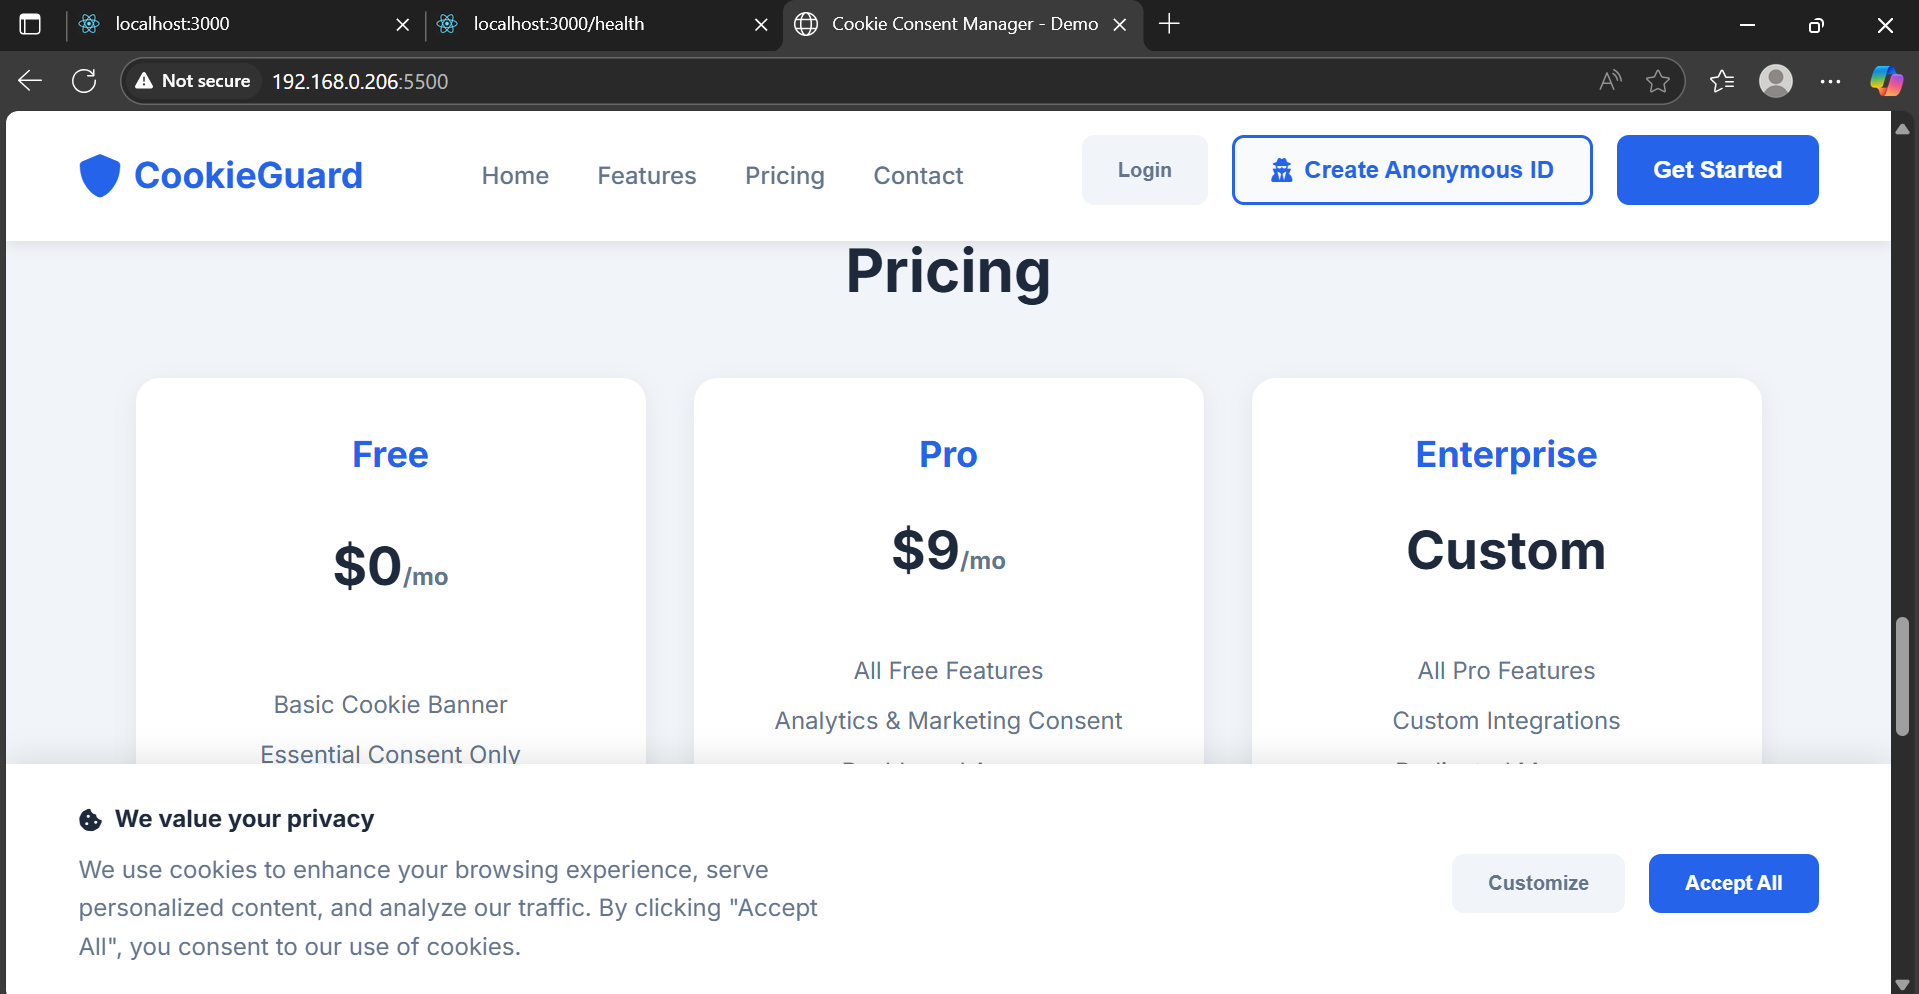 localhost:3000
localhost:3000/health
Cookie Consent Manager - Demo
Not secure
192.168.0.206:5500
CookieGuard
Home
Features
Pricing
Contact
Login
Create Anonymous ID
Get Started
Pricing
Free
$0/mo
Basic Cookie Banner
Essential Consent Only
Pro
$9/mo
All Free Features
Analytics & Marketing Consent
Enterprise
Custom
All Pro Features
Custom Integrations
We value your privacy
We use cookies to enhance your browsing experience, serve
personalized content, and analyze our traffic. By clicking "Accept
All", you consent to our use of cookies.
Customize
Accept All